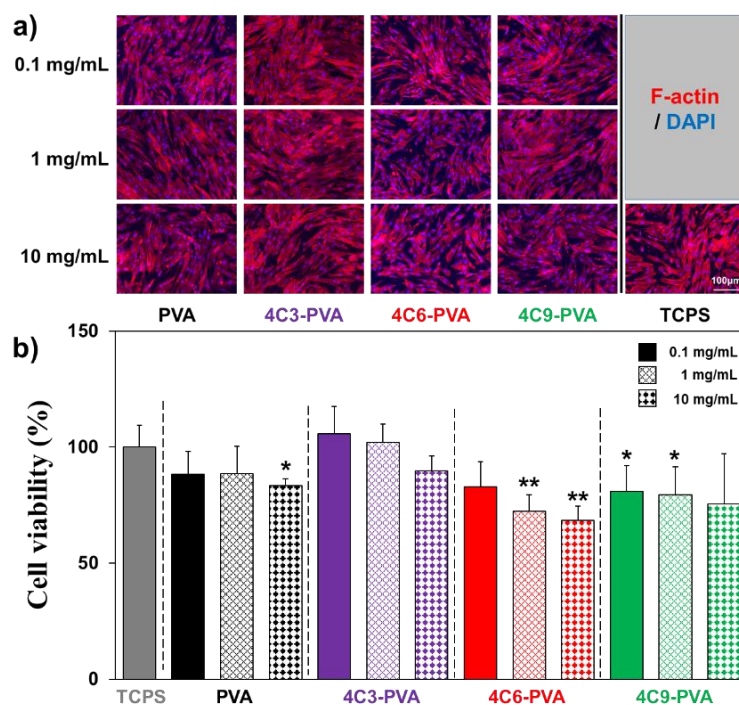 a)
0.1 mg/mL
F-actin
/ DAPI
1 mg/mL
10 mg/mL
100μm
PVA 4C3-PVA 4C6-PVA 4C9-PVA TCPS
b)
150
0.1 mg/mL
1 mg/mL
10 mg/mL
100
*
**
**
*
*
50
0
Cell viability (%)
TCPS PVA 4C3-PVA 4C6-PVA 4C9-PVA